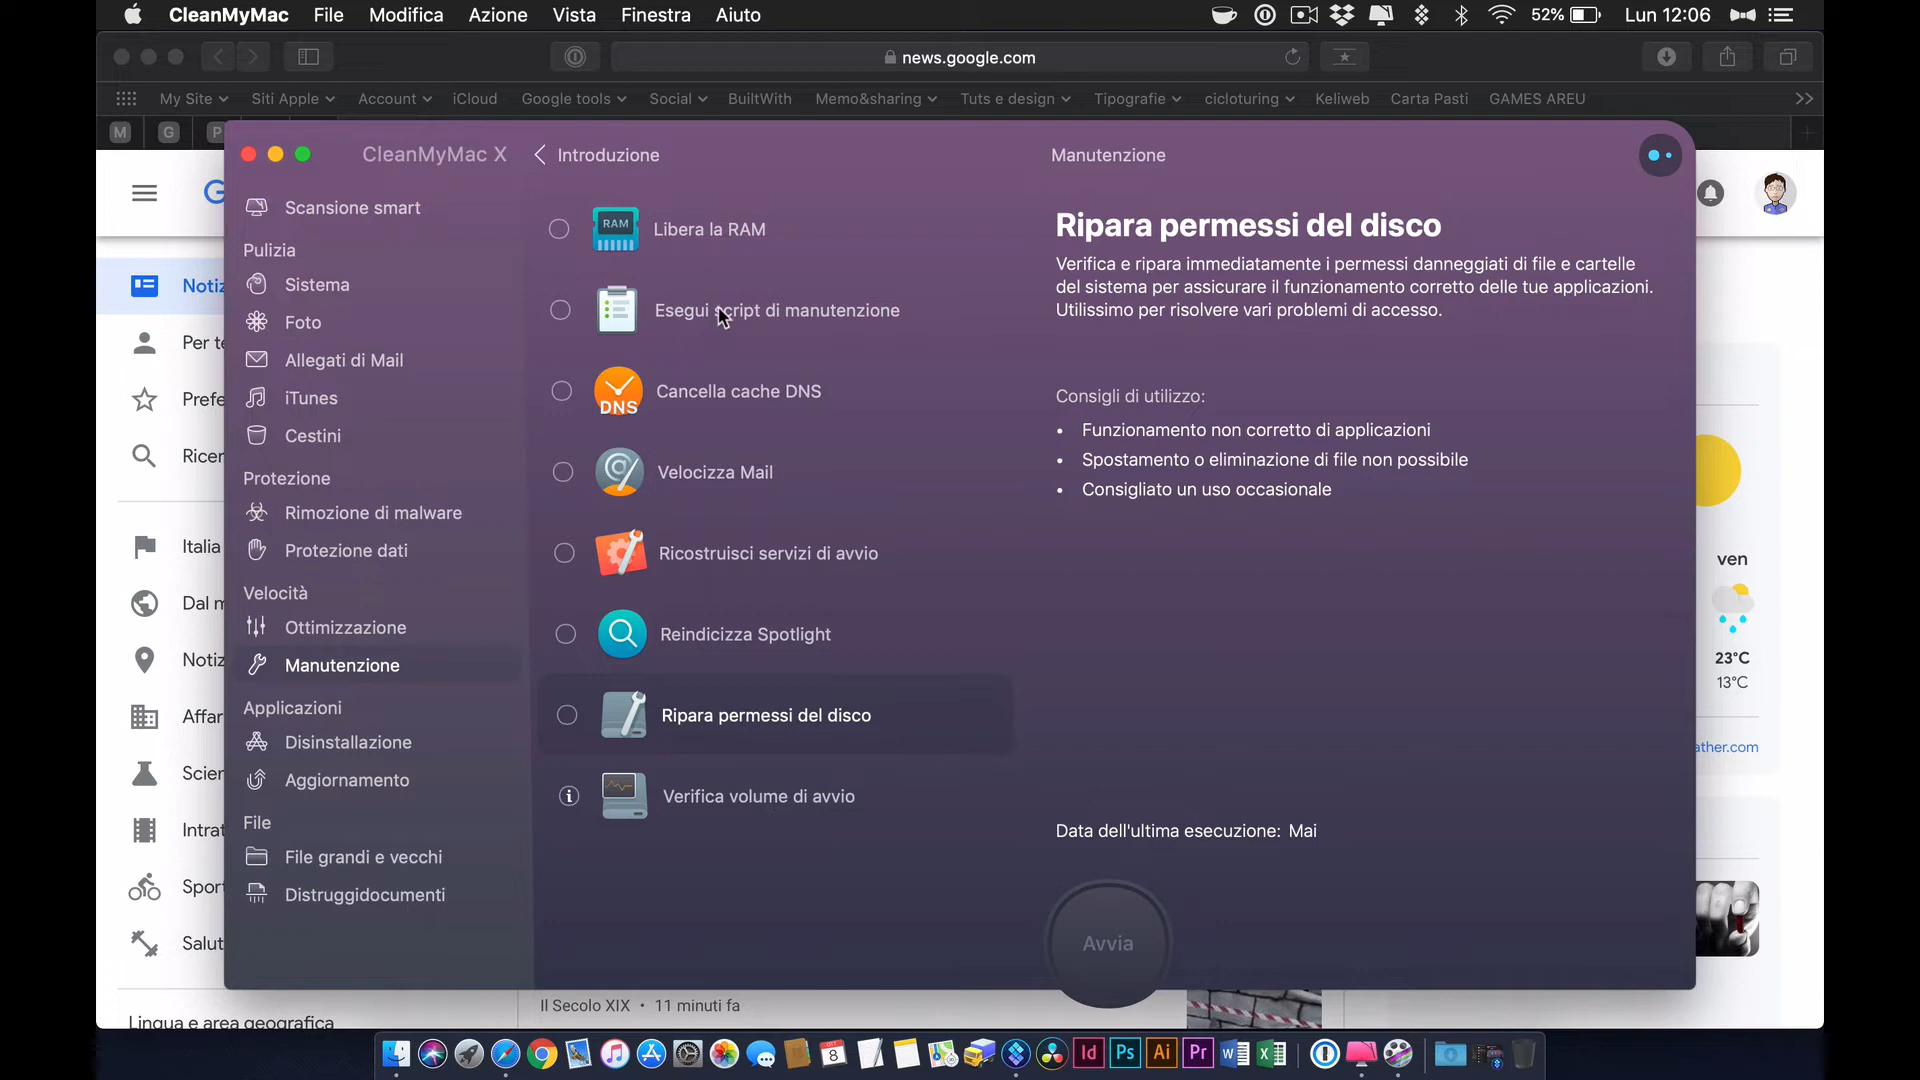 CleanMyMac File Modifica Azione Vista Finestra Aiuto
52% Lun 12:06
news.google.com
My Site Siti Apple Account iCloud Google tools Social BuiltWith Memo&sharing Tuts e design Tipografie cicloturing Keliweb Carta Pasti GAMES AREU
M G P
CleanMyMac X
Introduzione
Manutenzione
Scansione smart
Pulizia
Sistema
Foto
Allegati di Mail
iTunes
Cestini
Protezione
Rimozione di malware
Protezione dati
Velocità
Ottimizzazione
Manutenzione
Applicazioni
Disinstallazione
Aggiornamento
File
File grandi e vecchi
Distruggidocumenti
RAM
Libera la RAM
Esegui script di manutenzione
DNS
Cancella cache DNS
Velocizza Mail
Ricostruisci servizi di avvio
Reindicizza Spotlight
Ripara permessi del disco
Verifica volume di avvio
Ripara permessi del disco
Verifica e ripara immediatamente i permessi danneggiati di file e cartelle
del sistema per assicurare il funzionamento corretto delle tue applicazioni.
Utilissimo per risolvere vari problemi di accesso.
Consigli di utilizzo:
• Funzionamento non corretto di applicazioni
• Spostamento o eliminazione di file non possibile
• Consigliato un uso occasionale
Data dell'ultima esecuzione: Mai
Avvia
G
Notiz
Per te
Prefe
Ricer
Italia
Dal m
Notiz
Affar
Scien
Intrat
Sport
Salut
Lingua e area geografica
Il Secolo XIX • 11 minuti fa
ven
23°C
13°C
ather.com
8
Id Ps Ai Pr W X